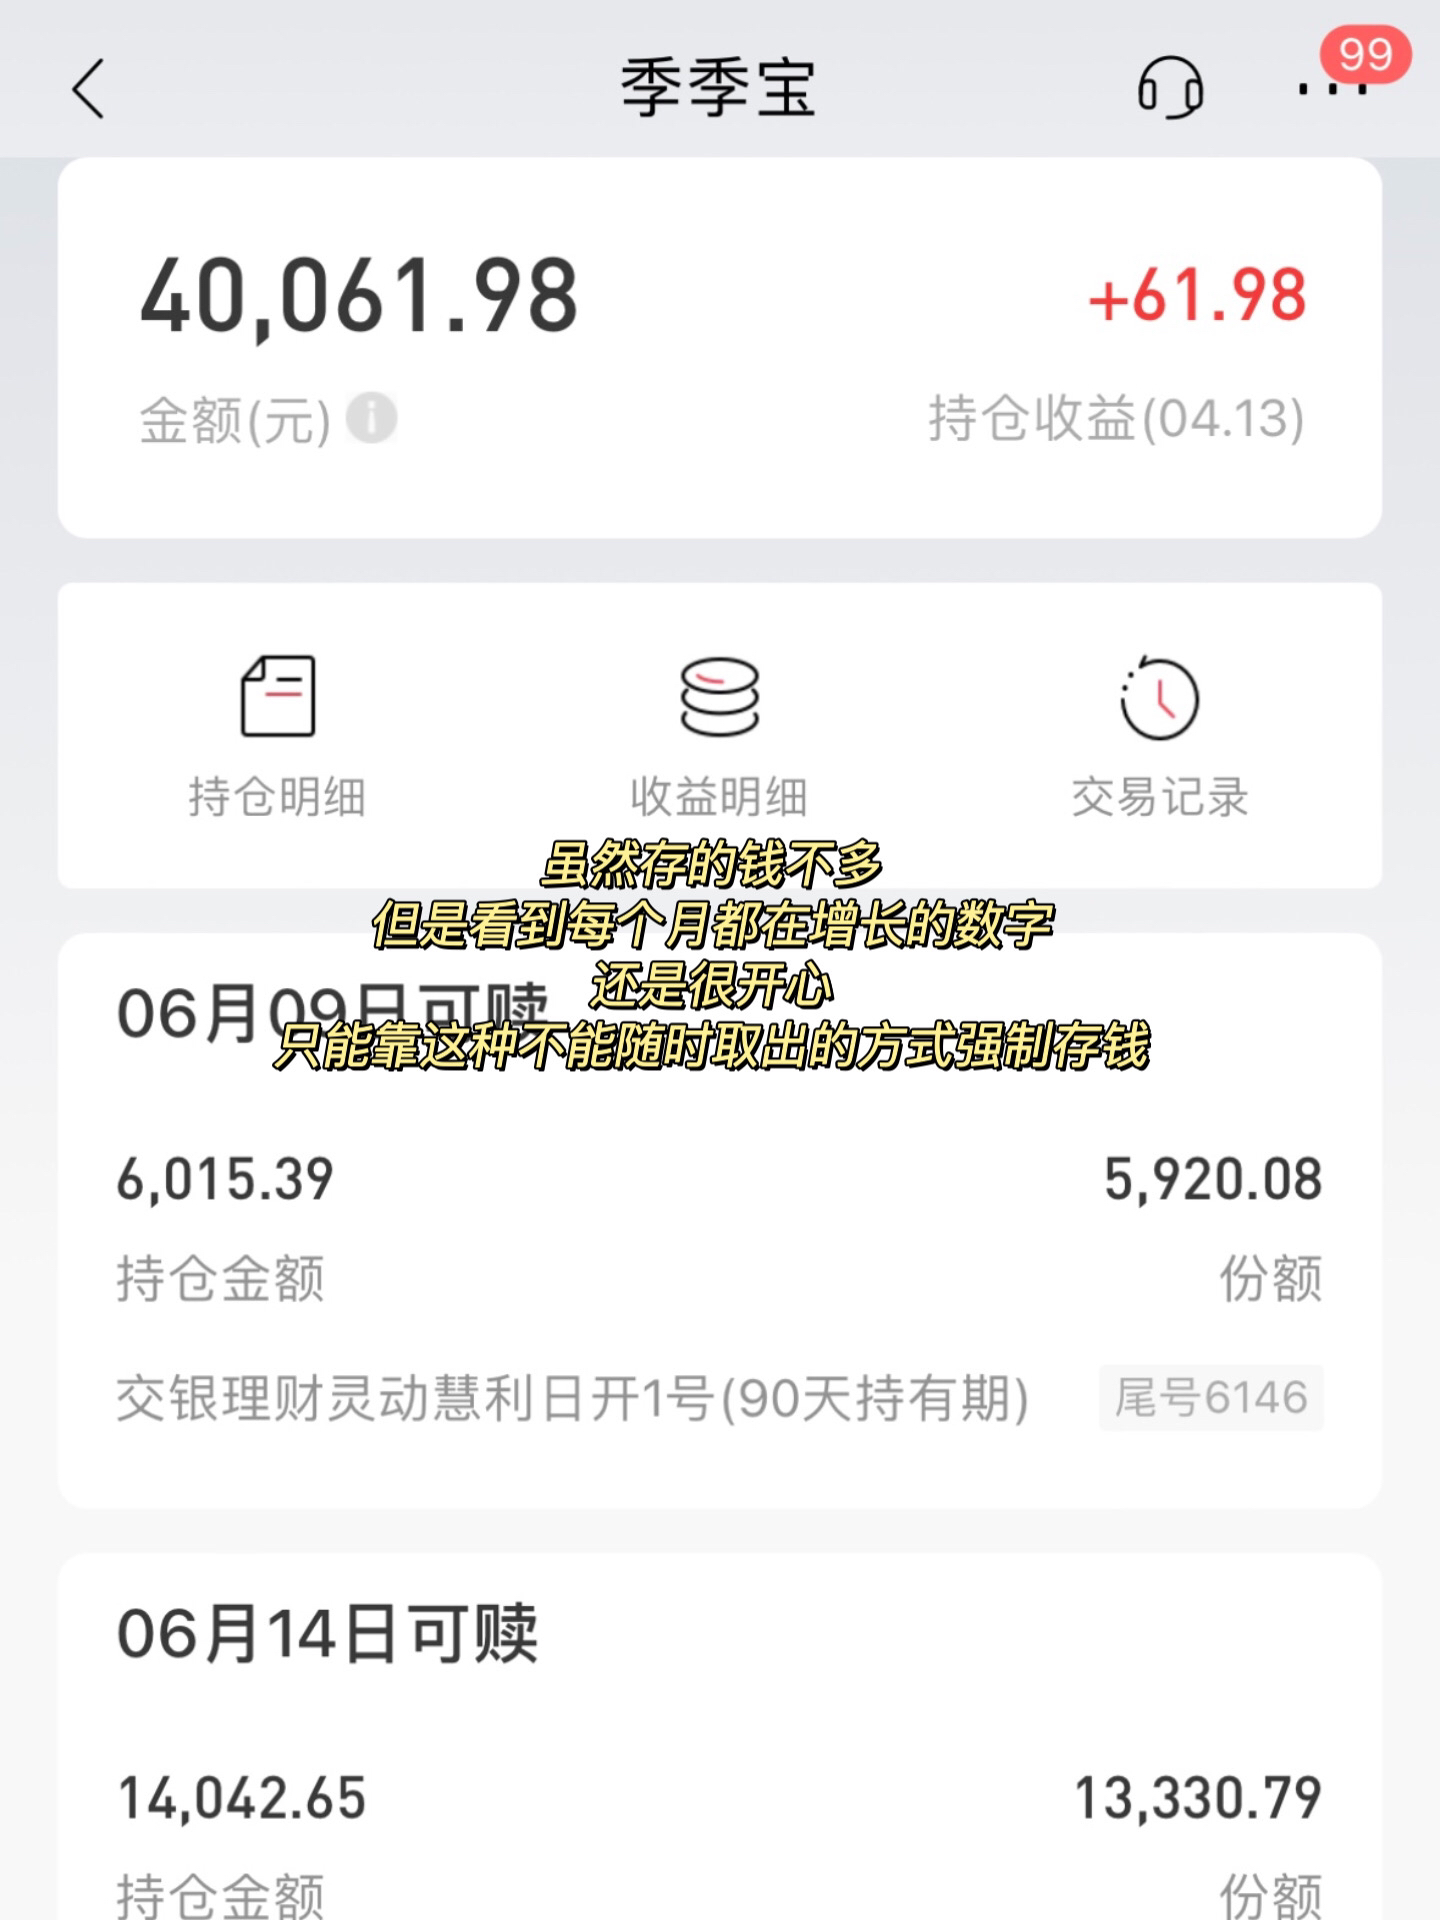 季季宝
99
40,061.98
+61.98
金额(元)
持仓收益(04.13)
持仓明细
收益明细
交易记录
虽然存的钱不多
但是看到每个月都在增长的数字
还是很开心
只能靠这种不能随时取出的方式强制存钱
06月09日可赎
6,015.39
5,920.08
持仓金额
份额
交银理财灵动慧利日开1号(90天持有期)
尾号6146
06月14日可赎
14,042.65
13,330.79
持仓金额
份额